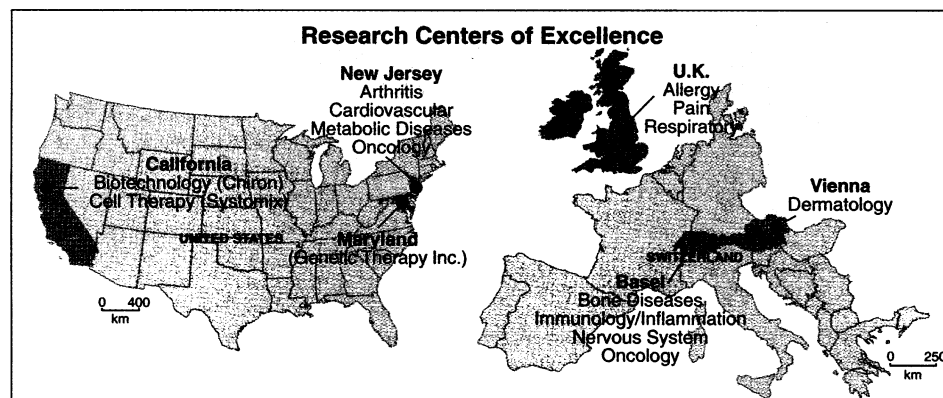 Research Centers of Excellence
New Jersey
Arthritis
Cardiovascular
Metabolic Diseases
Oncology
California
Biotechnology (Chiron)
Cell Therapy (Systomix)
UNITED STATES
Maryland
(Genetic Therapy Inc.)
0 400
km
U.K.
Allergy
Pain
Respiratory
Vienna
Dermatology
SWITZERLAND
Basel
Bone Diseases
Immunology/Inflammation
Nervous System
Oncology
0 250
km